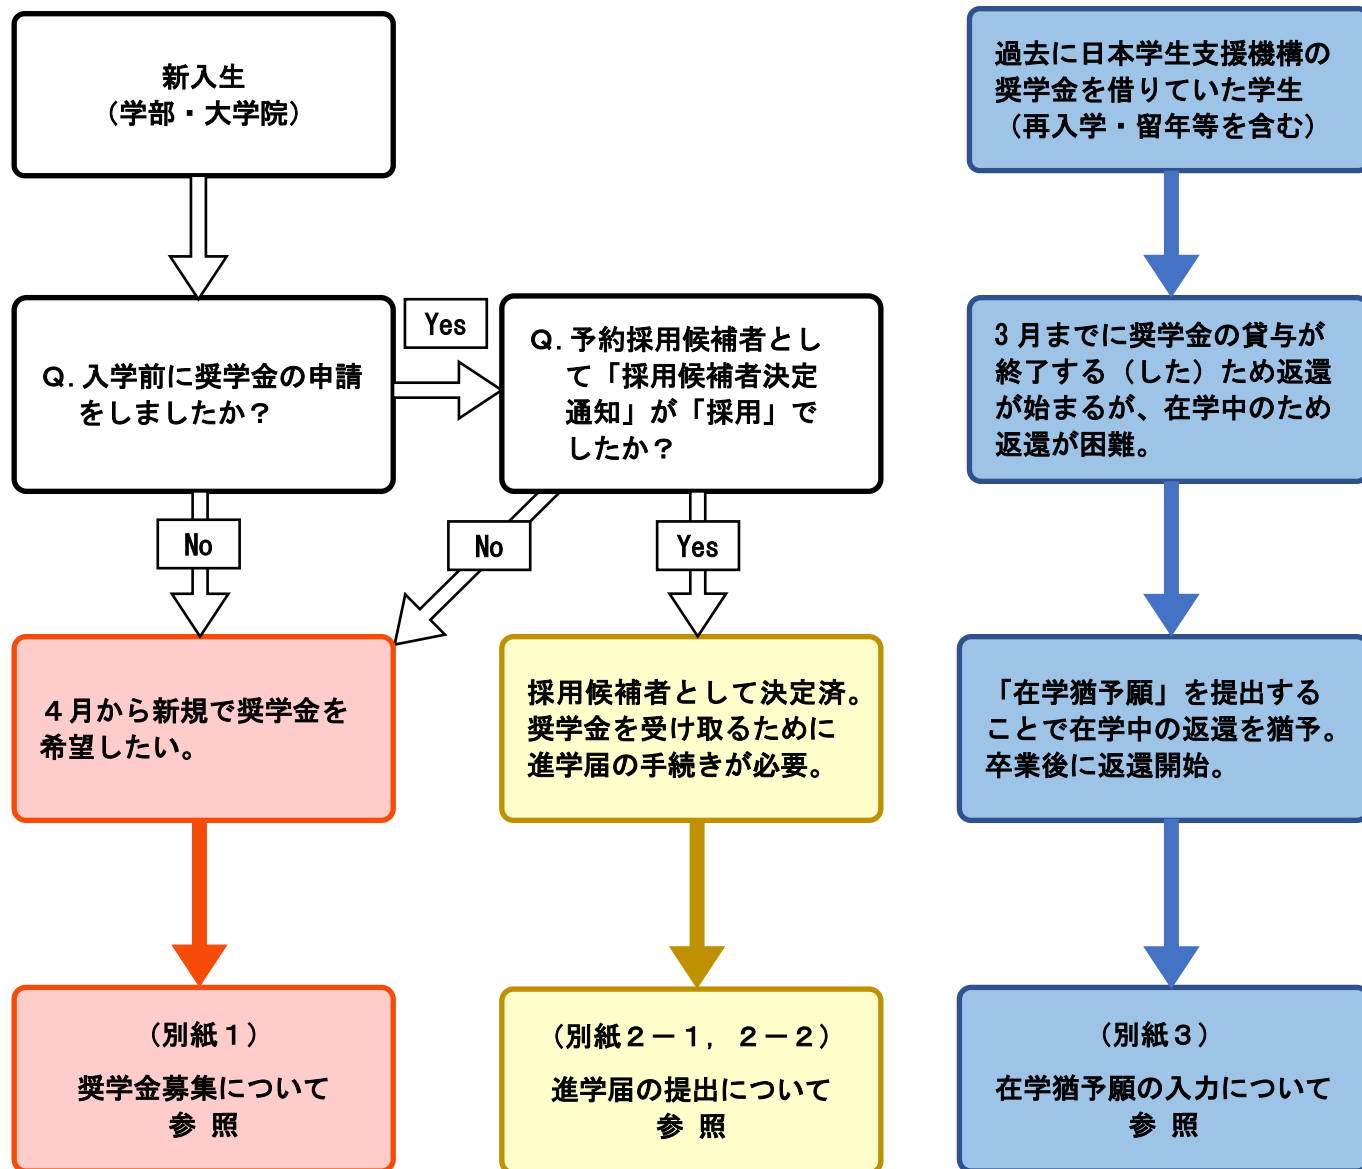 新入生
（学部・大学院）
Ｑ．入学前に奨学金の申請
をしましたか？
Yes
Ｑ．予約採用候補者とし
て「採用候補者決定
通知」が「採用」で
したか？
No
No
Yes
４月から新規で奨学金を
希望したい。
採用候補者として決定済。
奨学金を受け取るために
進学届の手続きが必要。
（別紙１）
奨学金募集について
参 照
（別紙２－１，２－２）
進学届の提出について
参 照
過去に日本学生支援機構の
奨学金を借りていた学生
（再入学・留年等を含む）
３月までに奨学金の貸与が
終了する（した）ため返還
が始まるが、在学中のため
返還が困難。
「在学猶予願」を提出する
ことで在学中の返還を猶予。
卒業後に返還開始。
（別紙３）
在学猶予願の入力について
参 照